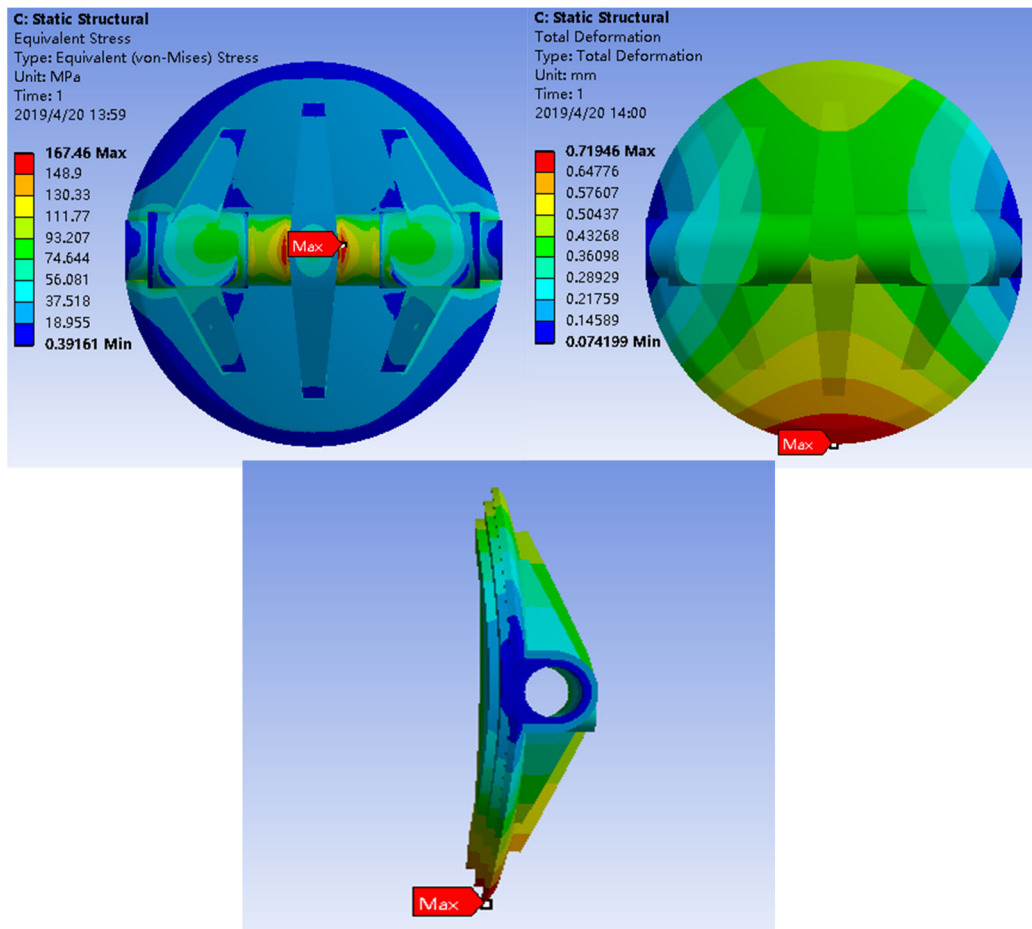 C: Static Structural
Equivalent Stress
Type: Equivalent (von-Mises) Stress
Unit: MPa
Time: 1
2019/4/20 13:59
167.46 Max
148.9
130.33
111.77
93.207
74.644
56.081
37.518
18.955
0.39161 Min
Max
C: Static Structural
Total Deformation
Type: Total Deformation
Unit: mm
Time: 1
2019/4/20 14:00
0.71946 Max
0.64776
0.57607
0.50437
0.43268
0.36098
0.28929
0.21759
0.14589
0.074199 Min
Max
Max